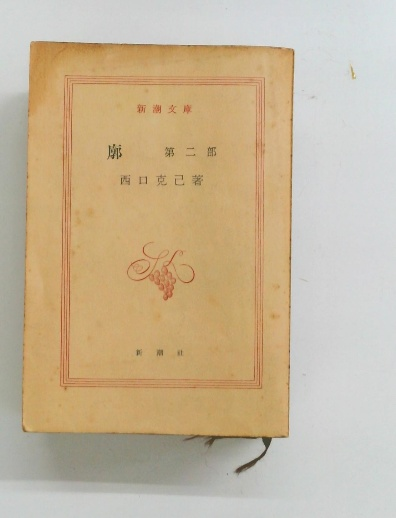 新潮文庫
廓 第二部
西口克己著
新潮社